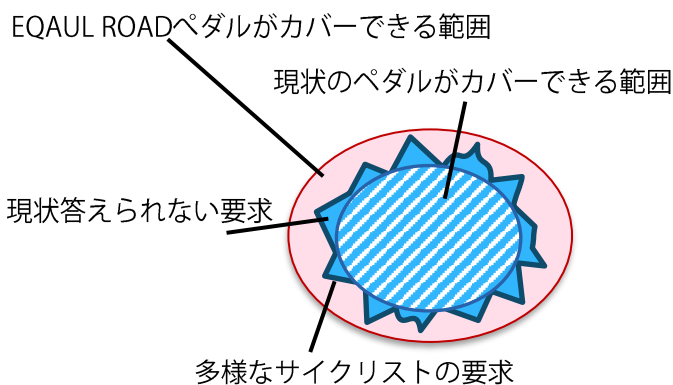 EQAUL ROADペダルがカバーできる範囲
現状のペダルがカバーできる範囲
現状答えられない要求
多様なサイクリストの要求